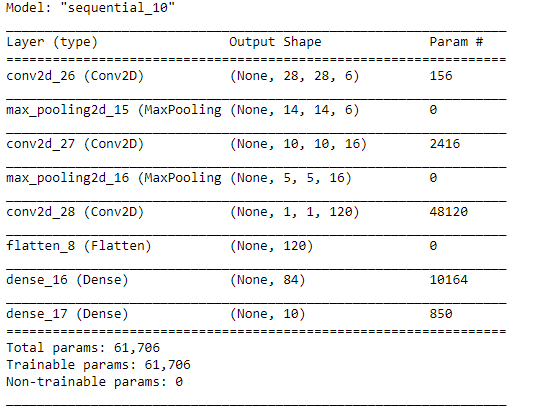 Model: "sequential_10"
_________________________________________________________________
Layer (type)                 Output Shape              Param #
=================================================================
conv2d_26 (Conv2D)           (None, 28, 28, 6)         156
_________________________________________________________________
max_pooling2d_15 (MaxPooling (None, 14, 14, 6)         0
_________________________________________________________________
conv2d_27 (Conv2D)           (None, 10, 10, 16)        2416
_________________________________________________________________
max_pooling2d_16 (MaxPooling (None, 5, 5, 16)          0
_________________________________________________________________
conv2d_28 (Conv2D)           (None, 1, 1, 120)         48120
_________________________________________________________________
flatten_8 (Flatten)          (None, 120)               0
_________________________________________________________________
dense_16 (Dense)             (None, 84)                10164
_________________________________________________________________
dense_17 (Dense)             (None, 10)                850
=================================================================
Total params: 61,706
Trainable params: 61,706
Non-trainable params: 0
_________________________________________________________________